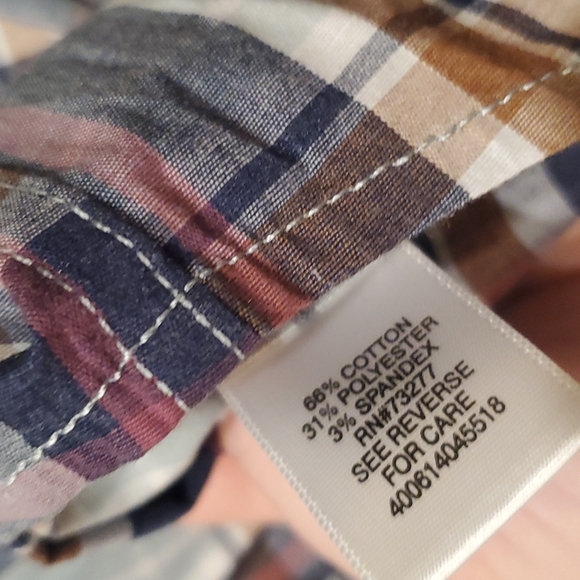 66% COTTON
31% POLYESTER
3% SPANDEX
RN#73277
SEE REVERSE
FOR CARE
400614045518